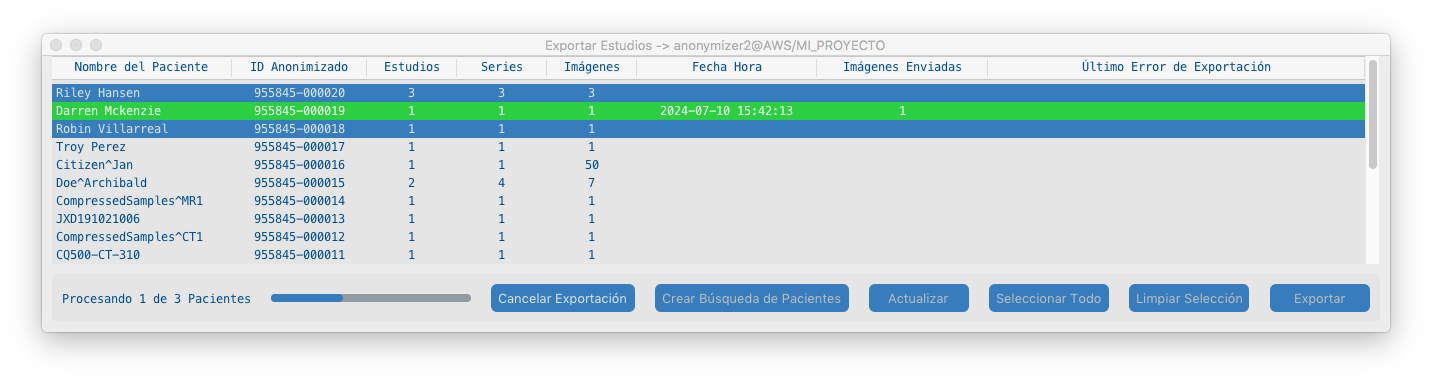 Exportar Estudios -> anonymizer2@AWS/MI_PROYECTO
Nombre del Paciente ID Anonimizado Estudios Series Imágenes Fecha Hora Imágenes Enviadas Último Error de Exportación
Riley Hansen 955845-000020 3 3 3
Darren Mckenzie 955845-000019 1 1 1 2024-07-10 15:42:13 1
Robin Villarreal 955845-000018 1 1 1
Troy Perez 955845-000017 1 1 1
Citizen^Jan 955845-000016 1 1 50
Doe^Archibald 955845-000015 2 4 7
CompressedSamples^MR1 955845-000014 1 1 1
JXD191021006 955845-000013 1 1 1
CompressedSamples^CT1 955845-000012 1 1 1
CQ500-CT-310 955845-000011 1 1 1
Procesando 1 de 3 Pacientes Cancelar Exportación Crear Búsqueda de Pacientes Actualizar Seleccionar Todo Limpiar Selección Exportar